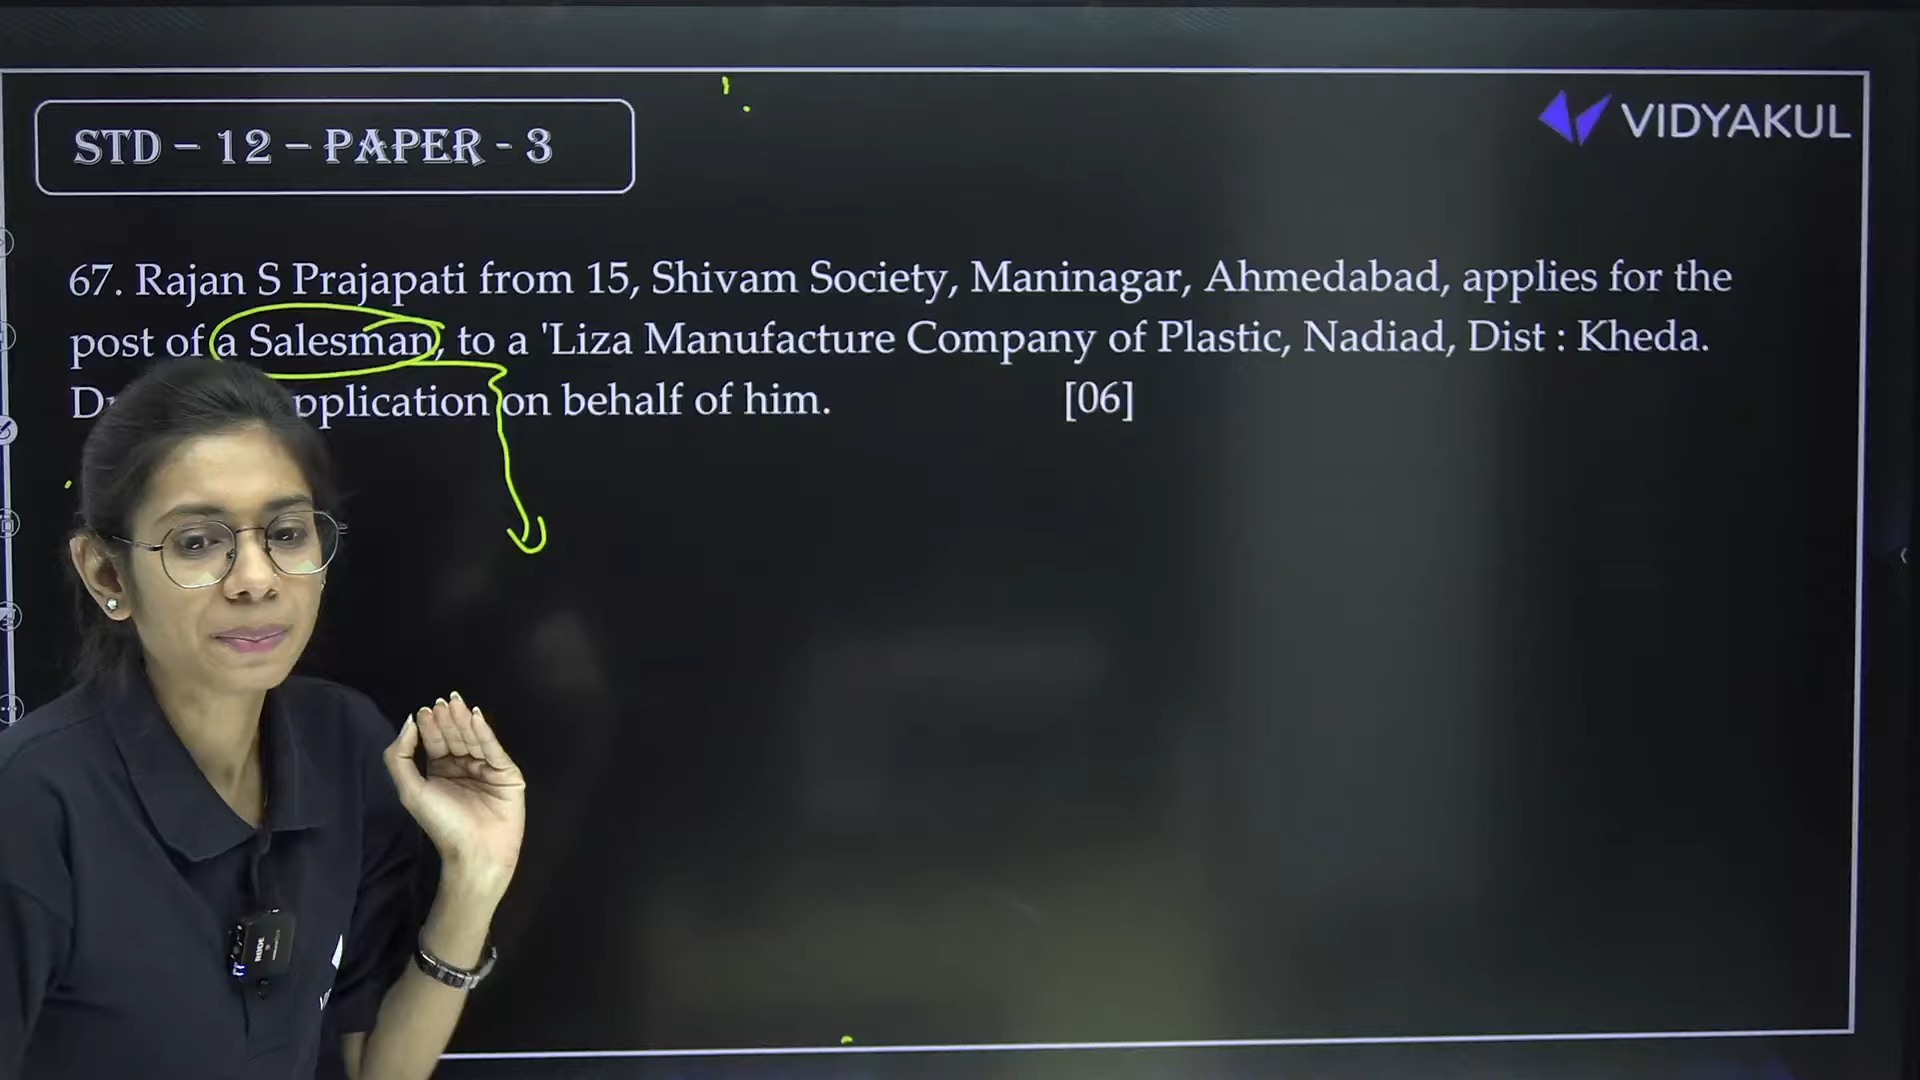 STD – 12 – PAPER - 3
VIDYAKUL
67. Rajan S Prajapati from 15, Shivam Society, Maninagar, Ahmedabad, applies for the
post of a Salesman, to a 'Liza Manufacture Company of Plastic, Nadiad, Dist : Kheda.
pplication on behalf of him. [06]
RODE